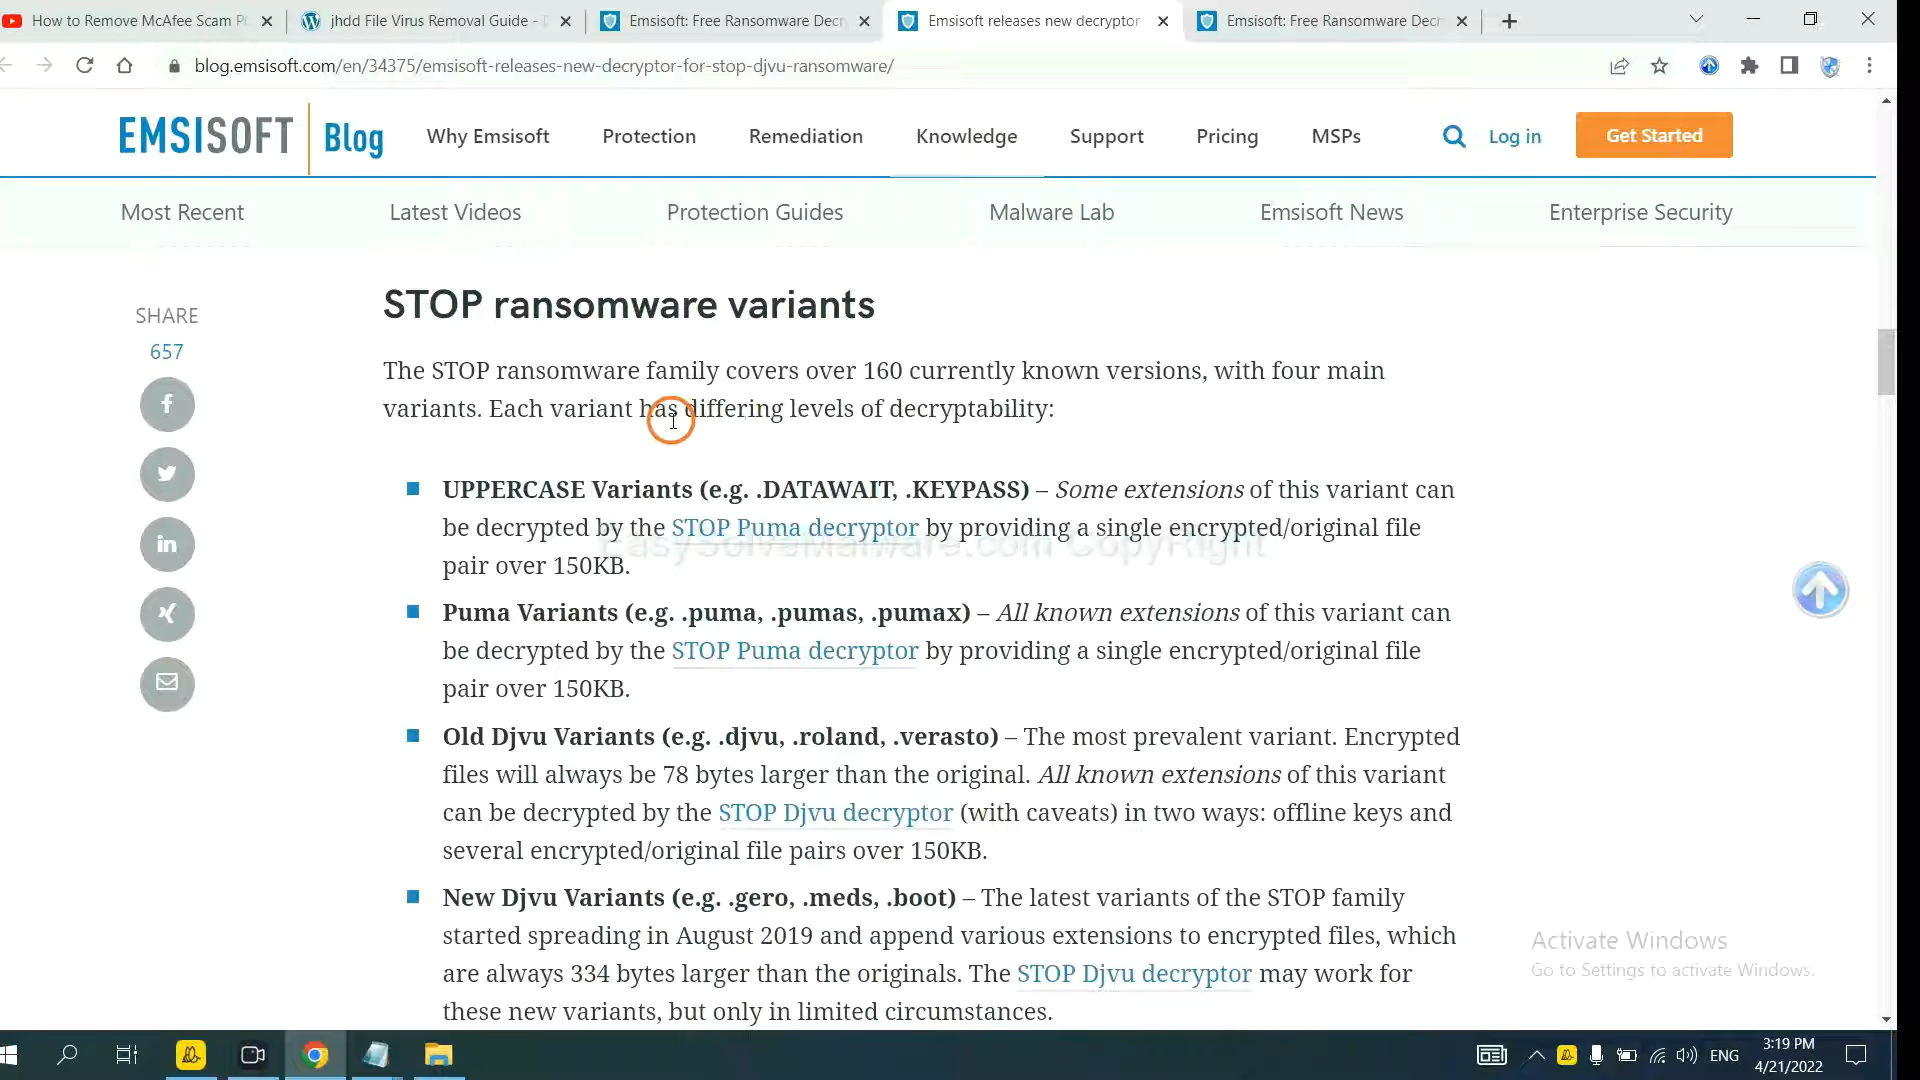 How to Remove McAfee Scam P
jhdd File Virus Removal Guide -
Emsisoft: Free Ransomware Decr
Emsisoft releases new decryptor
Emsisoft: Free Ransomware Decr
blog.emsisoft.com/en/34375/emsisoft-releases-new-decryptor-for-stop-djvu-ransomware/
EMSISOFT Blog Why Emsisoft Protection Remediation Knowledge Support Pricing MSPs Log in Get Started
Most Recent Latest Videos Protection Guides Malware Lab Emsisoft News Enterprise Security
SHARE
657
STOP ransomware variants
The STOP ransomware family covers over 160 currently known versions, with four main
variants. Each variant has differing levels of decryptability:
UPPERCASE Variants (e.g. .DATAWAIT, .KEYPASS) – Some extensions of this variant can
be decrypted by the STOP Puma decryptor by providing a single encrypted/original file
EasySolveMalware.com CopyRight
pair over 150KB.
Puma Variants (e.g. .puma, .pumas, .pumax) – All known extensions of this variant can
be decrypted by the STOP Puma decryptor by providing a single encrypted/original file
pair over 150KB.
Old Djvu Variants (e.g. .djvu, .roland, .verasto) – The most prevalent variant. Encrypted
files will always be 78 bytes larger than the original. All known extensions of this variant
can be decrypted by the STOP Djvu decryptor (with caveats) in two ways: offline keys and
several encrypted/original file pairs over 150KB.
New Djvu Variants (e.g. .gero, .meds, .boot) – The latest variants of the STOP family
started spreading in August 2019 and append various extensions to encrypted files, which
are always 334 bytes larger than the originals. The STOP Djvu decryptor may work for
these new variants, but only in limited circumstances.
Activate Windows
Go to Settings to activate Windows.
ENG
3:19 PM
4/21/2022